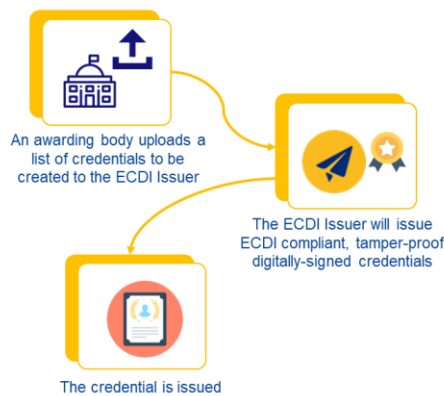 An awarding body uploads a
list of credentials to be
created to the ECDI Issuer
The ECDI Issuer will issue
ECDI compliant, tamper-proof
digitally-signed credentials
The credential is issued